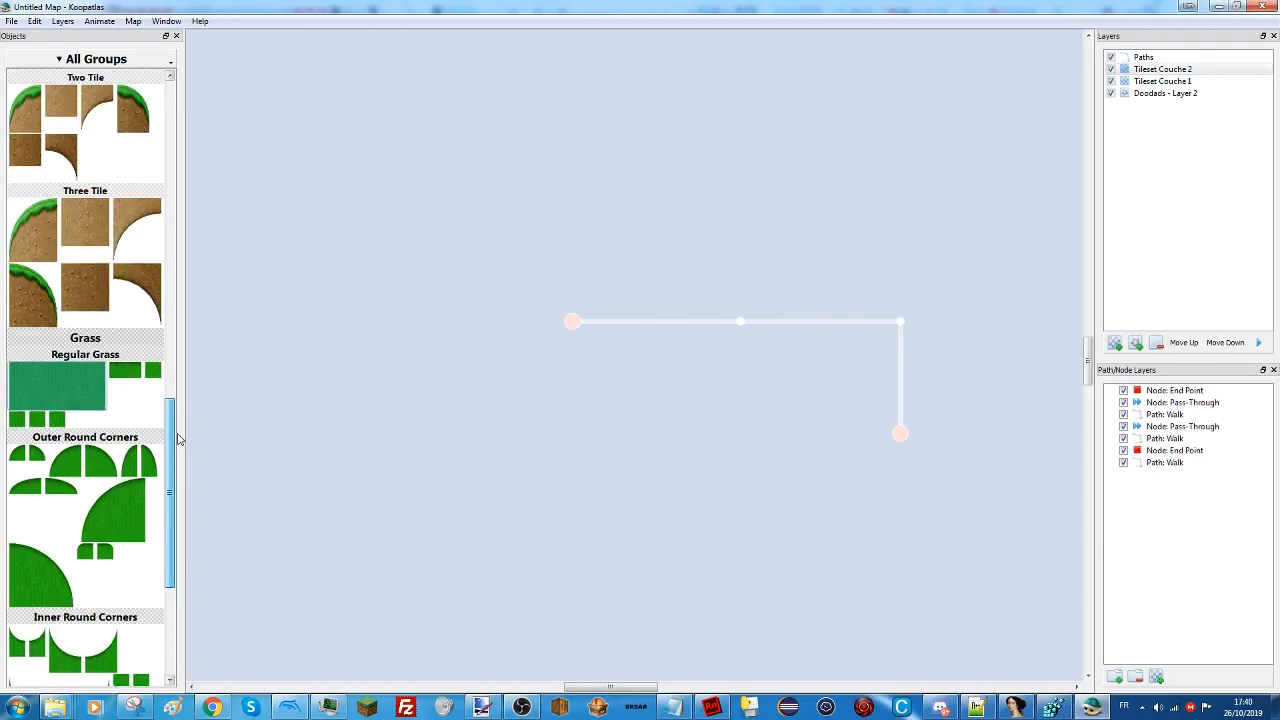 Untitled Map - Koopatlas
File Edit Layers Animate Map Window Help
Objects
▼ All Groups
Two Tile
Three Tile
Grass
Regular Grass
Outer Round Corners
Inner Round Corners
Layers
Paths
Tileset Couche 2
Tileset Couche 1
Doodads - Layer 2
Move Up Move Down
Path/Node Layers
Node: End Point
Node: Pass-Through
Path: Walk
Node: Pass-Through
Path: Walk
Node: End Point
Path: Walk
BRSAR
FR
17:40
26/10/2019